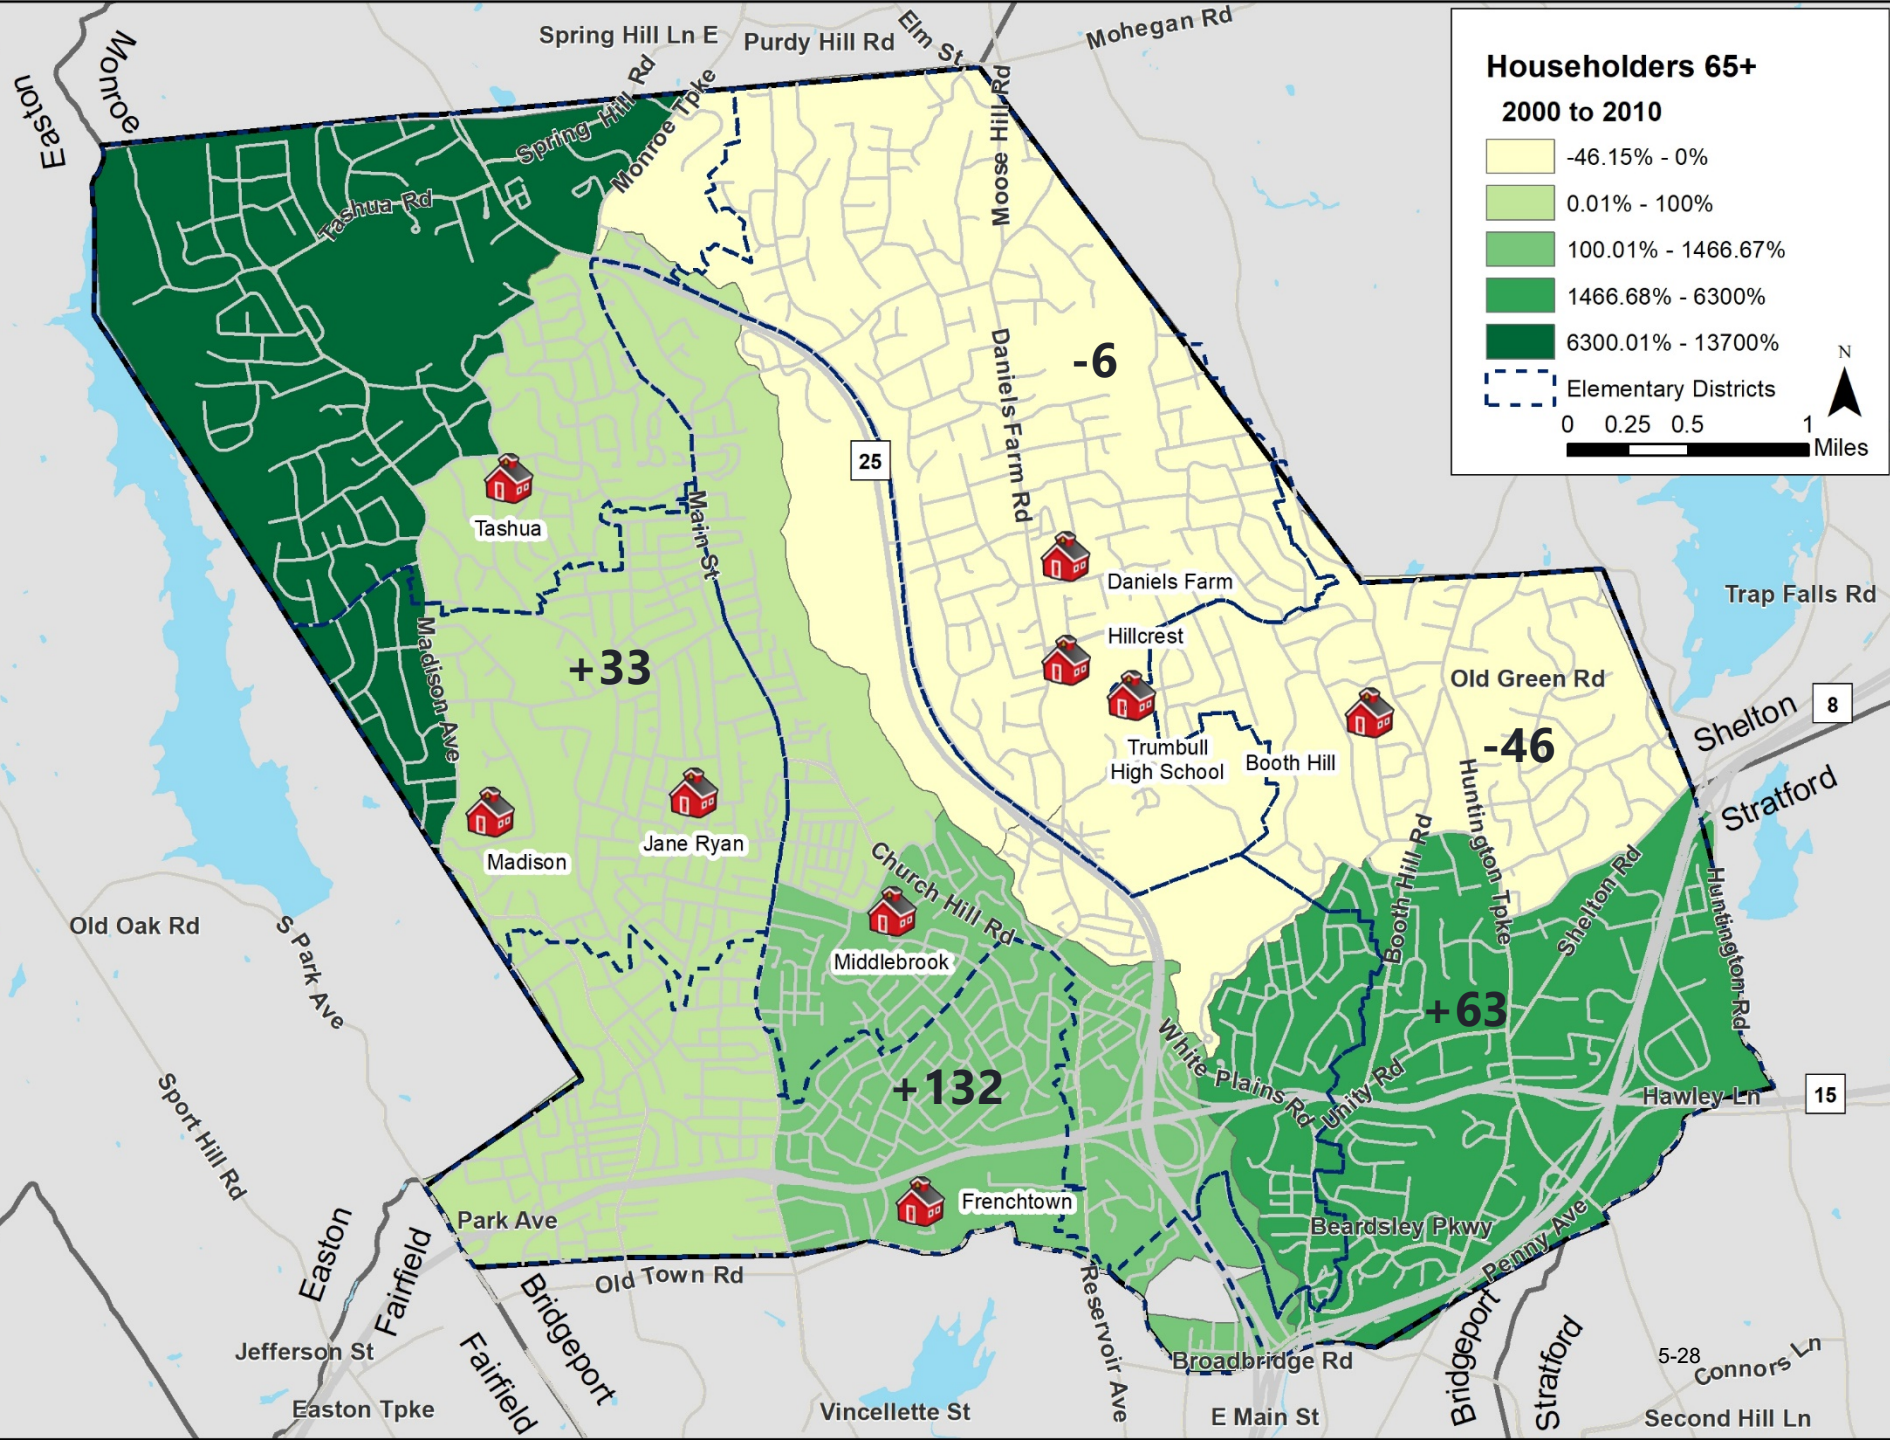 Householders 65+
2000 to 2010
-46.15% - 0%
0.01% - 100%
100.01% - 1466.67%
1466.68% - 6300%
6300.01% - 13700%
Elementary Districts
N
0 0.25 0.5 1
Miles
Spring Hill Ln E
Purdy Hill Rd
Elm St
Mohegan Rd
Monroe
Easton
Spring Hill Rd
Monroe Tpke
Moose Hill Rd
Tashua Rd
-6
Daniels Farm Rd
25
Tashua
Main St
Daniels Farm
Trap Falls Rd
Hillcrest
Madison Ave
+33
Old Green Rd
8
Shelton
Trumbull
High School
Booth Hill
-46
Huntington Tpke
Stratford
Jane Ryan
Madison
Church Hill Rd
Booth Hill Rd
Shelton Rd
Huntington Rd
Old Oak Rd
S Park Ave
Middlebrook
+63
+132
White Plains Rd
Unity Rd
Hawley Ln
15
Sport Hill Rd
Frenchtown
Park Ave
Beardsley Pkwy
Penny Ave
Easton
Fairfield
Old Town Rd
Bridgeport
Fairfield
Reservoir Ave
Jefferson St
Broadbridge Rd
Bridgeport
Stratford
5-28
Connors Ln
Easton Tpke
Vincellette St
E Main St
Second Hill Ln